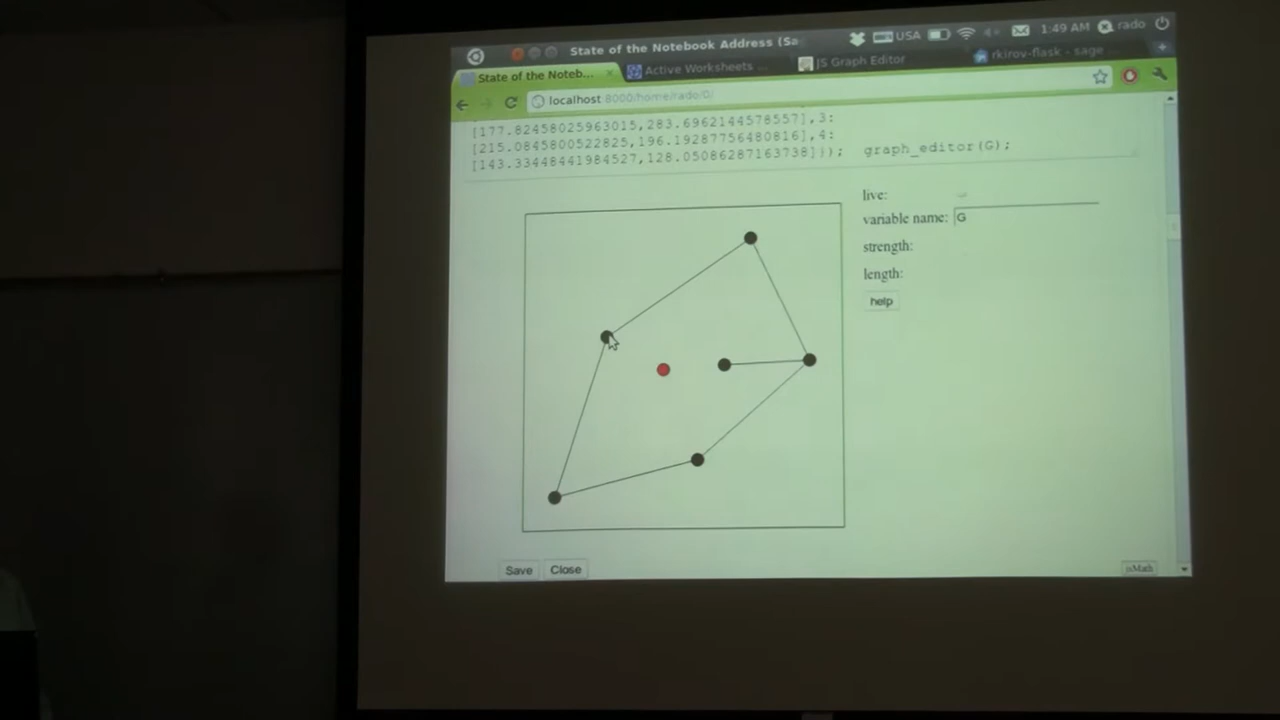 State of the Notebook Address (Sa
USA
1:49 AM
rado
State of the Noteb...
Active Worksheets ...
JS Graph Editor
rkirov-flask - sage ...
localhost:8000/home/rado/0/
[177.82458025963015,283.6962144578557],3:
[215.0845800522825,196.19287756480816],4:
[143.33448441984527,128.05086287163738]}); graph_editor(G);
live:
variable name: G
strength:
length:
help
Save Close
jsMath